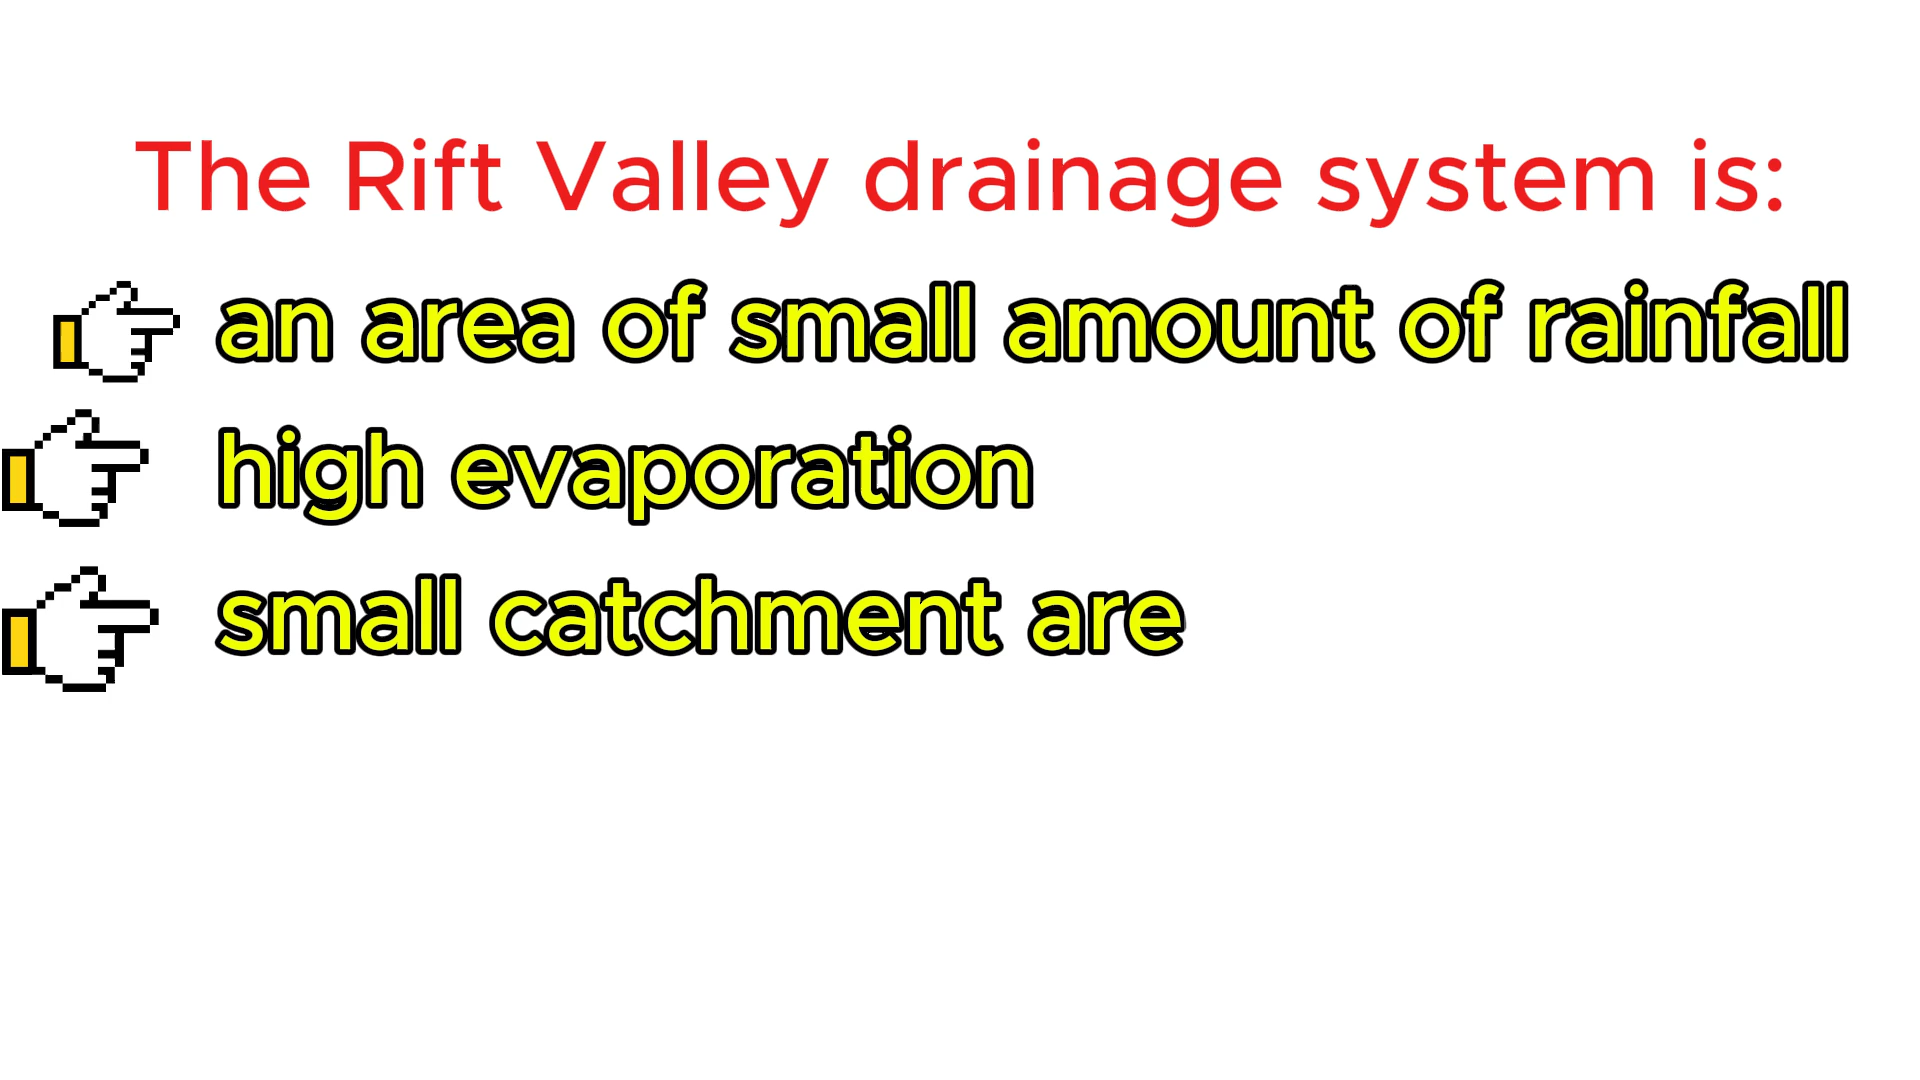 The Rift Valley drainage system is:
an area of small amount of rainfall
high evaporation
small catchment are